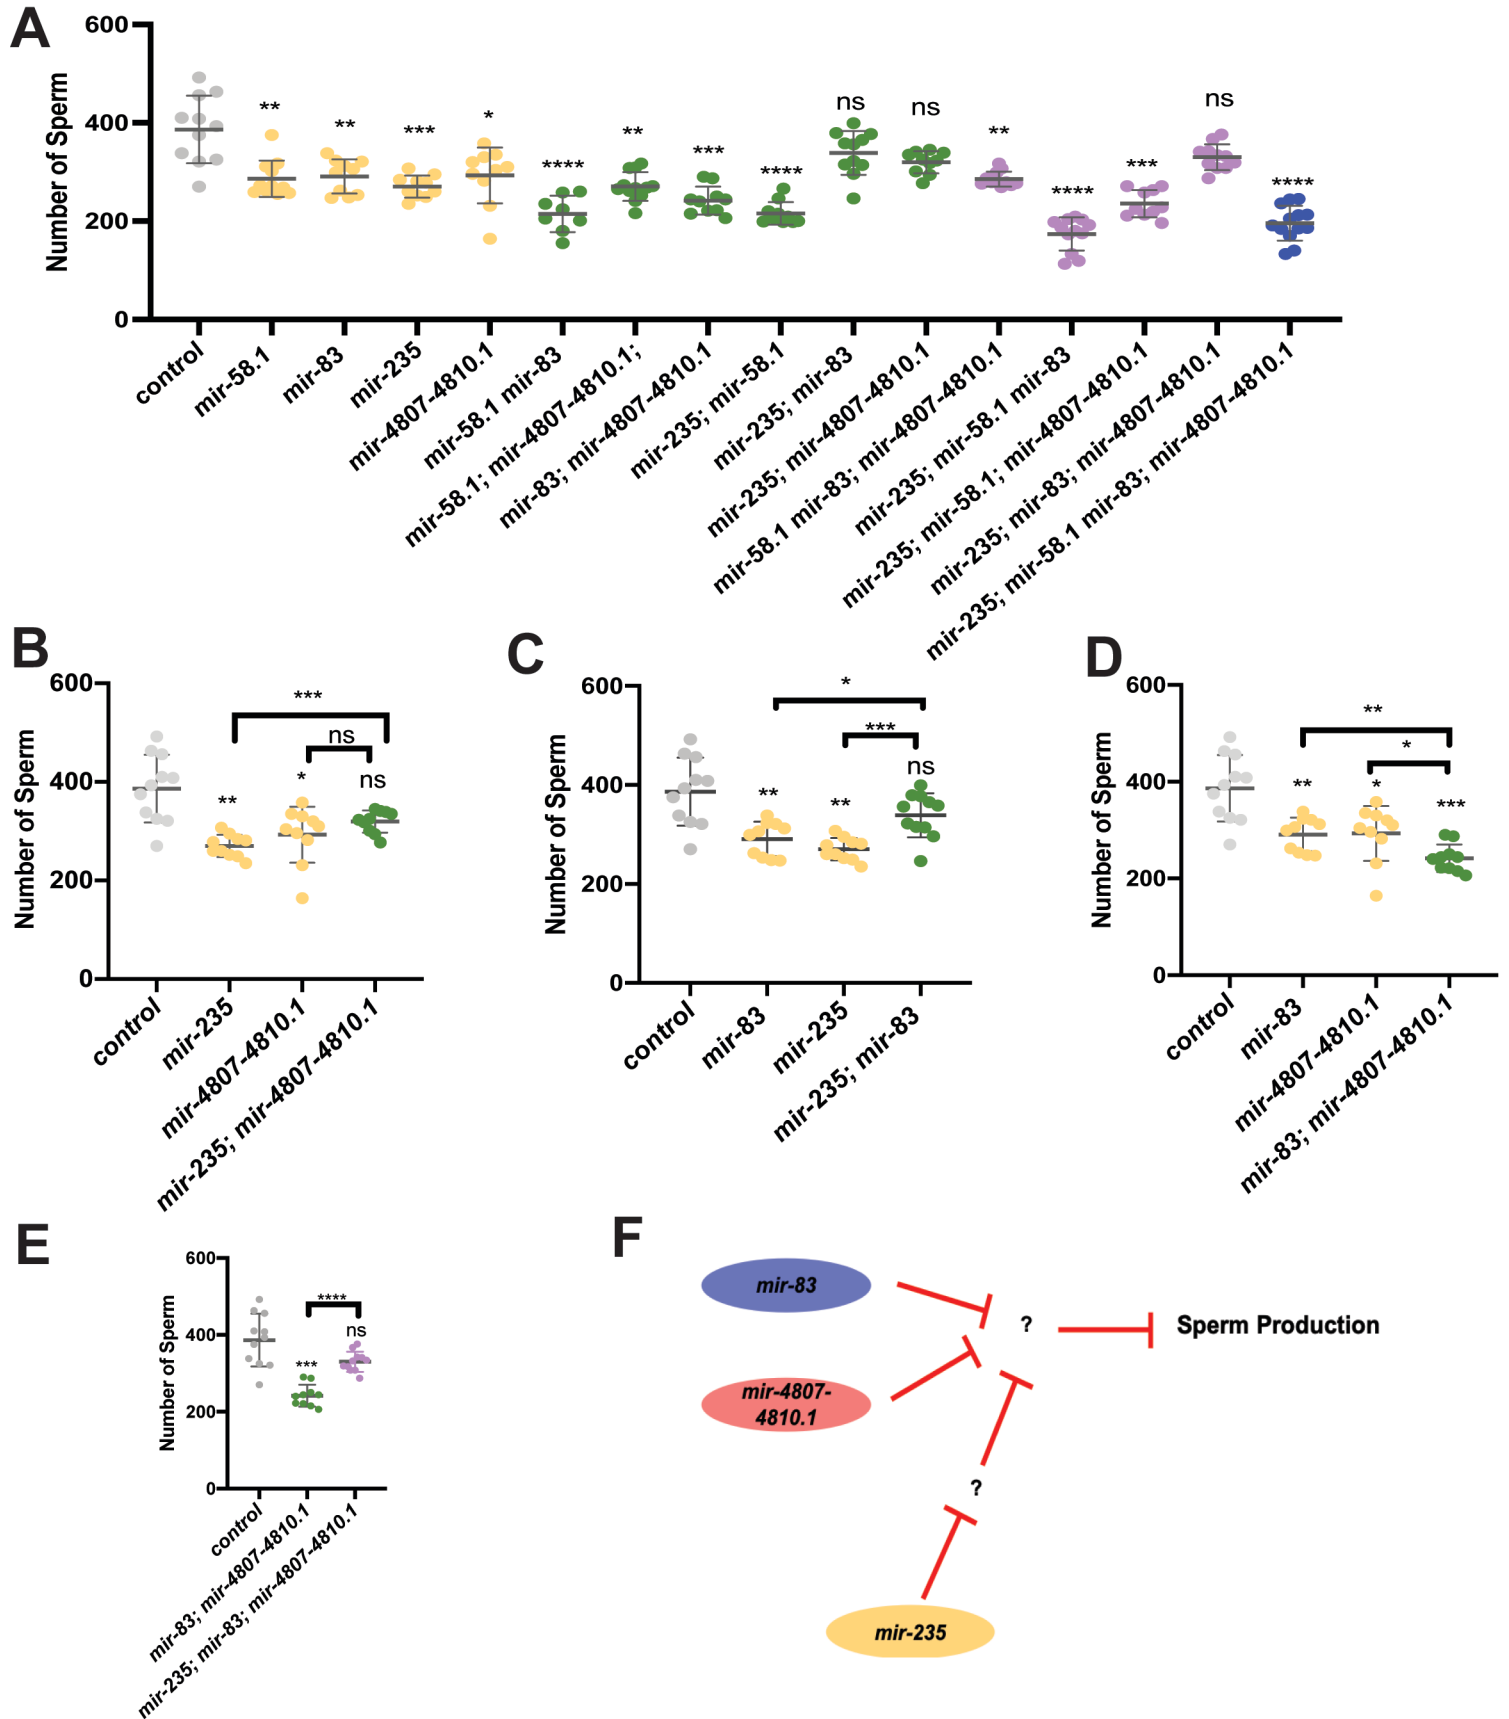 A
600
400
200
0
Number of Sperm
**
**
***
*
****
**
***
****
ns
ns
**
****
***
ns
****
control
mir-58.1
mir-83
mir-235
mir-4807-4810.1
mir-58.1 mir-83
mir-58.1; mir-4807-4810.1;
mir-83; mir-4807-4810.1
mir-235; mir-58.1
mir-235; mir-83
mir-235; mir-4807-4810.1
mir-58.1 mir-83; mir-4807-4810.1
mir-235; mir-58.1 mir-83
mir-235; mir-58.1; mir-4807-4810.1
mir-235; mir-83; mir-4807-4810.1
mir-235; mir-58.1 mir-83; mir-4807-4810.1
B
600
400
200
0
Number of Sperm
***
ns
**
*
ns
control
mir-235
mir-4807-4810.1
mir-235; mir-4807-4810.1
C
600
400
200
0
Number of Sperm
*
***
**
**
ns
control
mir-83
mir-235
mir-235; mir-83
D
600
400
200
0
Number of Sperm
**
*
**
*
***
control
mir-83
mir-4807-4810.1
mir-83; mir-4807-4810.1
E
600
400
200
0
Number of Sperm
****
***
ns
control
mir-83; mir-4807-4810.1
mir-235; mir-83; mir-4807-4810.1
F
mir-83
?
Sperm Production
mir-4807-
4810.1
?
mir-235